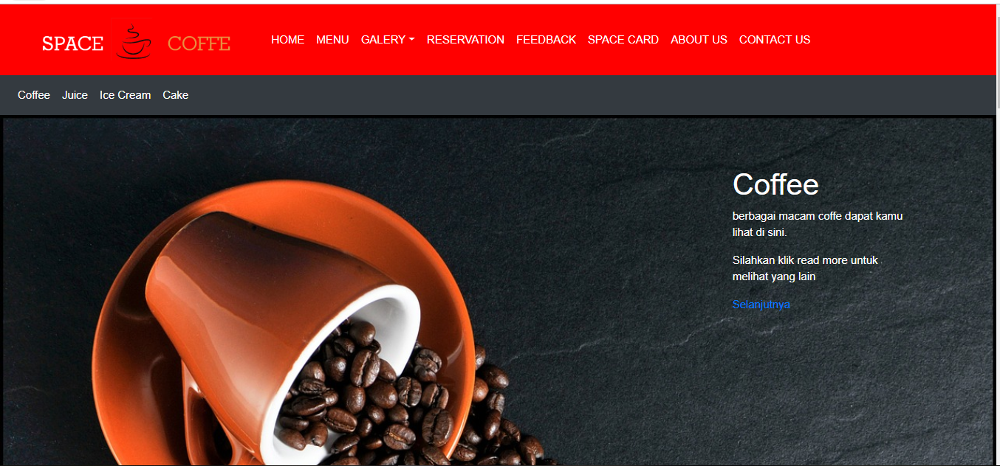 SPACE COFFE HOME MENU GALERY RESERVATION FEEDBACK SPACE CARD ABOUT US CONTACT US
Coffee Juice Ice Cream Cake
Coffee
berbagai macam coffe dapat kamu
lihat di sini.
Silahkan klik read more untuk
melihat yang lain
Selanjutnya